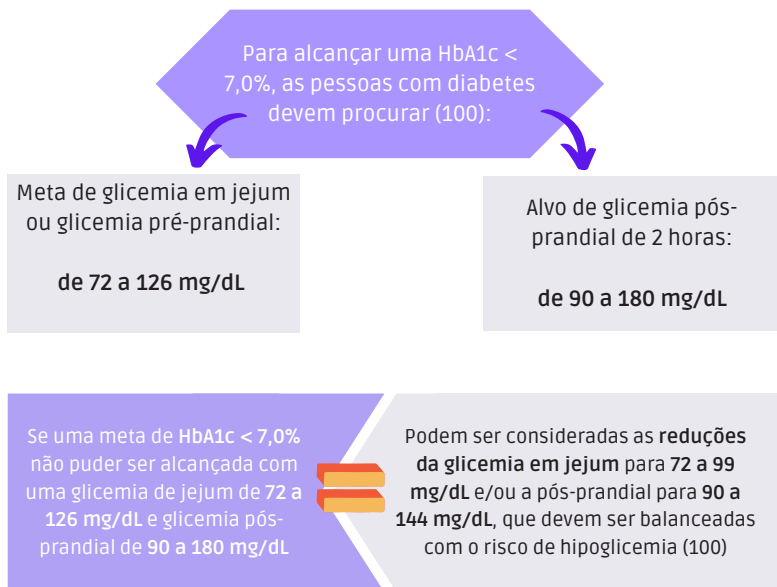 Para alcançar uma HbA1c <
7,0%, as pessoas com diabetes
devem procurar (100):
Meta de glicemia em jejum
ou glicemia pré-prandial:
de 72 a 126 mg/dL
Alvo de glicemia pós-
prandial de 2 horas:
de 90 a 180 mg/dL
Se uma meta de HbA1c < 7,0%
não puder ser alcançada com
uma glicemia de jejum de 72 a
126 mg/dL e glicemia pós-
prandial de 90 a 180 mg/dL
Podem ser consideradas as reduções
da glicemia em jejum para 72 a 99
mg/dL e/ou a pós-prandial para 90 a
144 mg/dL, que devem ser balanceadas
com o risco de hipoglicemia (100)